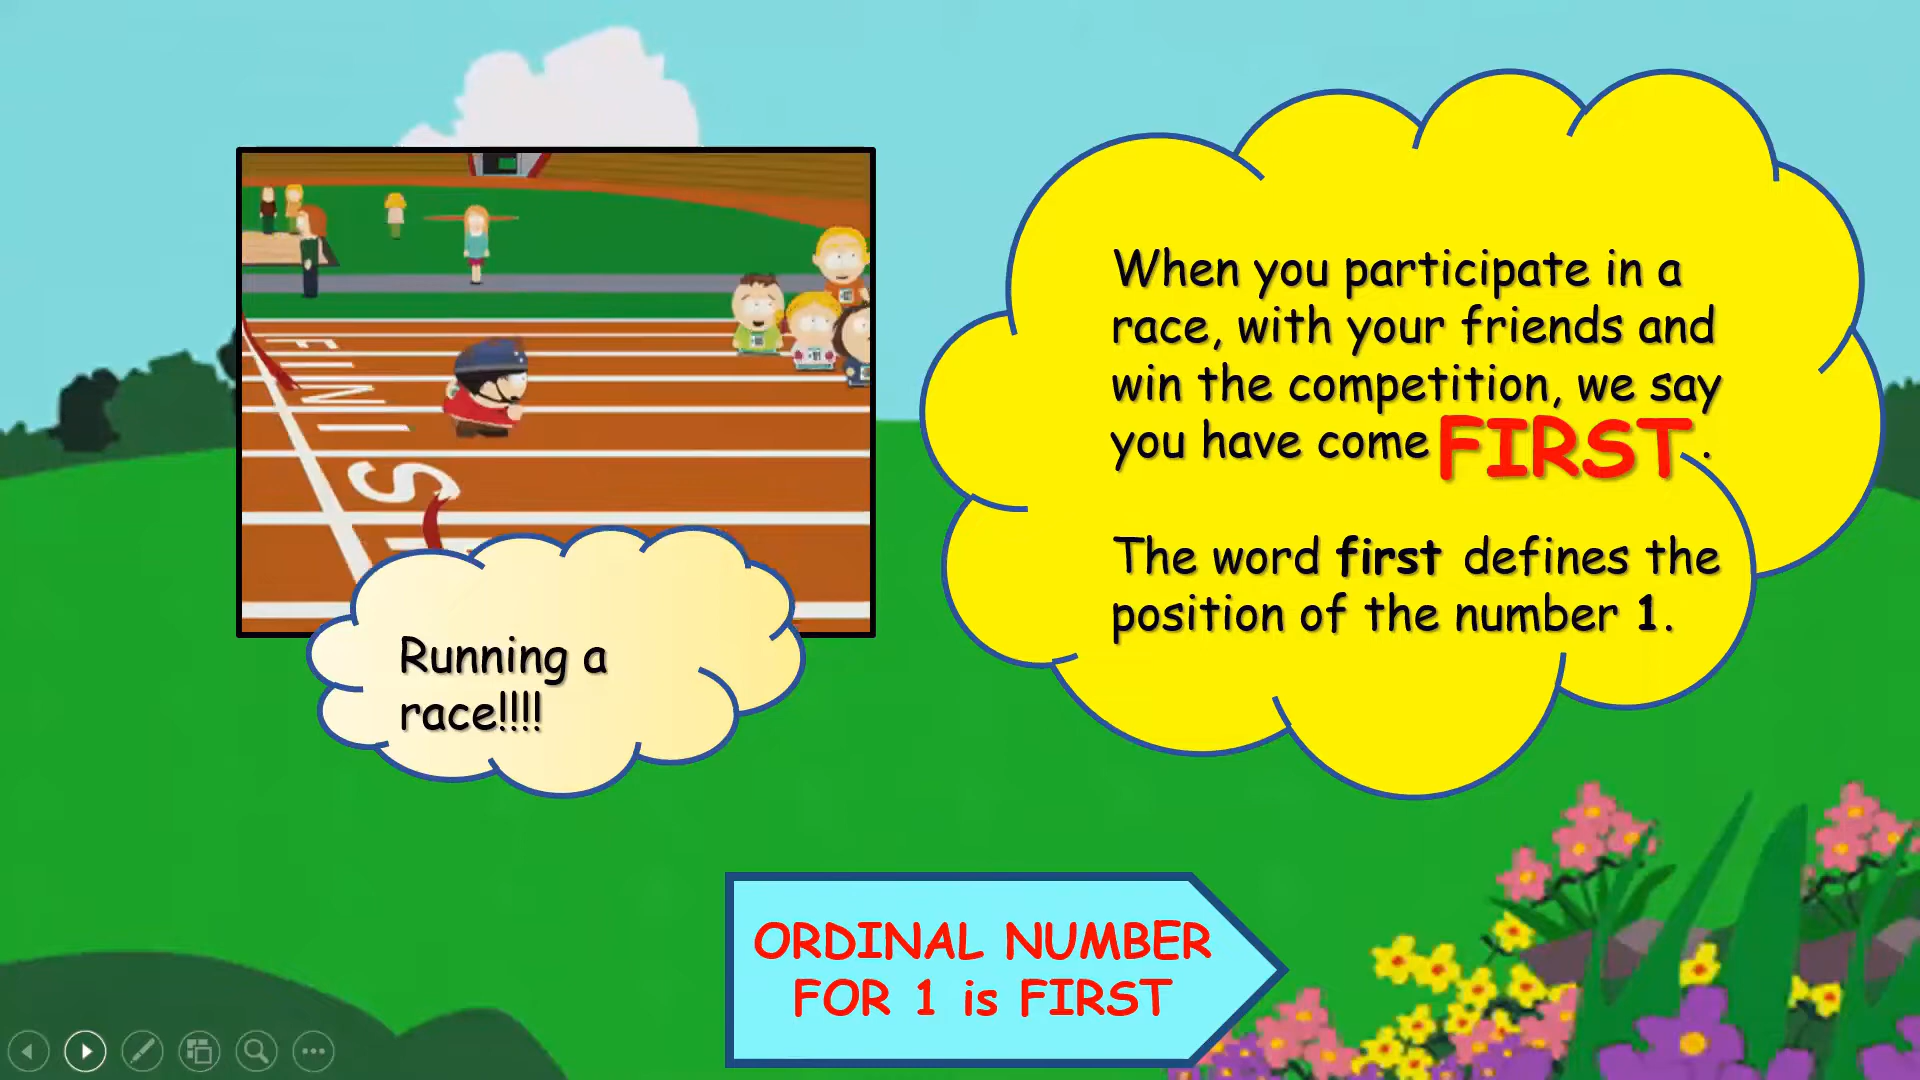 FINIS
Running a
race!!!!
When you participate in a
race, with your friends and
win the competition, we say
you have come FIRST.
The word first defines the
position of the number 1.
ORDINAL NUMBER
FOR 1 is FIRST